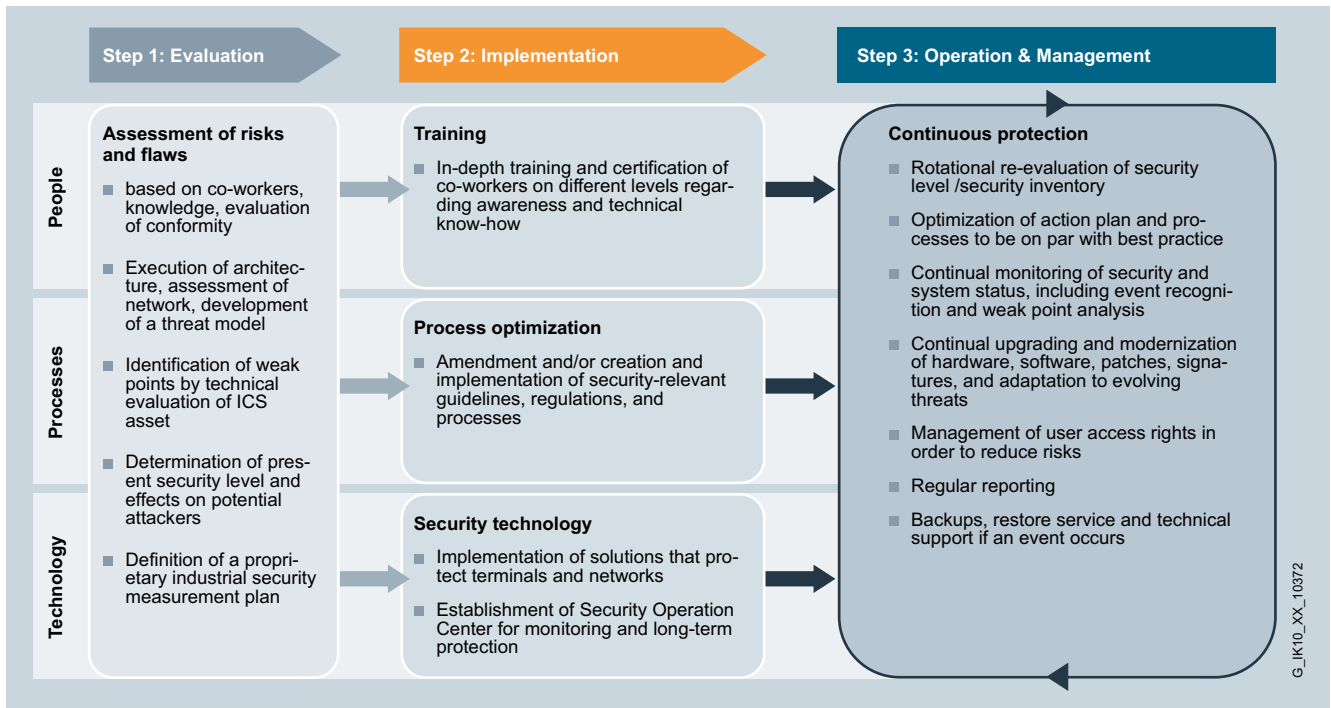 Step 1: Evaluation
Step 2: Implementation
Step 3: Operation & Management
People
Processes
Technology
Assessment of risks
and flaws
based on co-workers,
knowledge, evaluation
of conformity
Execution of architec-
ture, assessment of
network, development
of a threat model
Identification of weak
points by technical
evaluation of ICS
asset
Determination of pres-
ent security level and
effects on potential
attackers
Definition of a propri-
etary industrial security
measurement plan
Training
In-depth training and certification of
co-workers on different levels regar-
ding awareness and technical
know-how
Process optimization
Amendment and/or creation and
implementation of security-relevant
guidelines, regulations, and
processes
Security technology
Implementation of solutions that pro-
tect terminals and networks
Establishment of Security Operation
Center for monitoring and long-term
protection
Continuous protection
Rotational re-evaluation of security
level /security inventory
Optimization of action plan and pro-
cesses to be on par with best practice
Continual monitoring of security and
system status, including event recogni-
tion and weak point analysis
Continual upgrading and modernization
of hardware, software, patches, signa-
tures, and adaptation to evolving
threats
Management of user access rights in
order to reduce risks
Regular reporting
Backups, restore service and technical
support if an event occurs
G_IK10_XX_10372